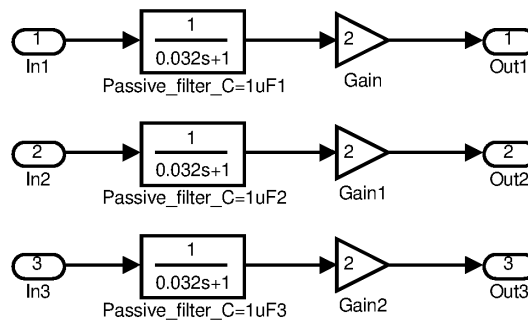 1
In1
1
0.032s+1
Passive_filter_C=1uF1
2
Gain
1
Out1
2
In2
1
0.032s+1
Passive_filter_C=1uF2
2
Gain1
2
Out2
3
In3
1
0.032s+1
Passive_filter_C=1uF3
2
Gain2
3
Out3